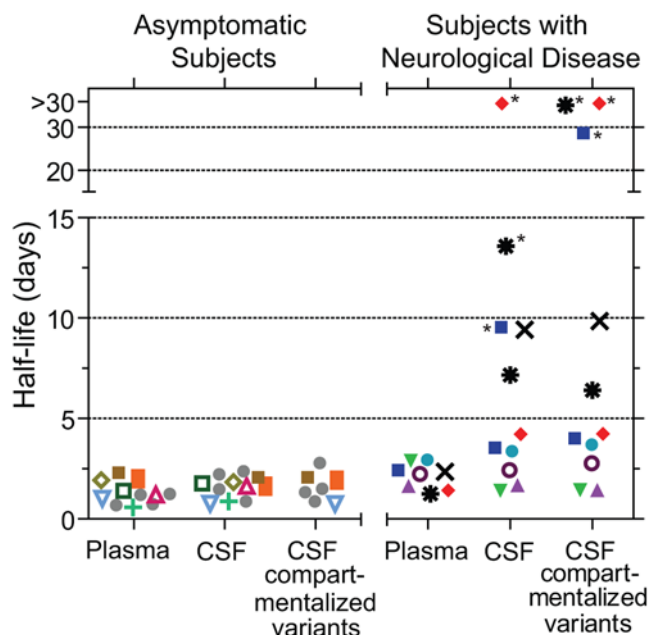 Asymptomatic
Subjects
Subjects with
Neurological Disease
>30
30
20
15
10
5
0
Half-life (days)
*
*
*
*
*
*
Plasma
CSF
CSF
compart-
mentalized
variants
Plasma
CSF
CSF
compart-
mentalized
variants